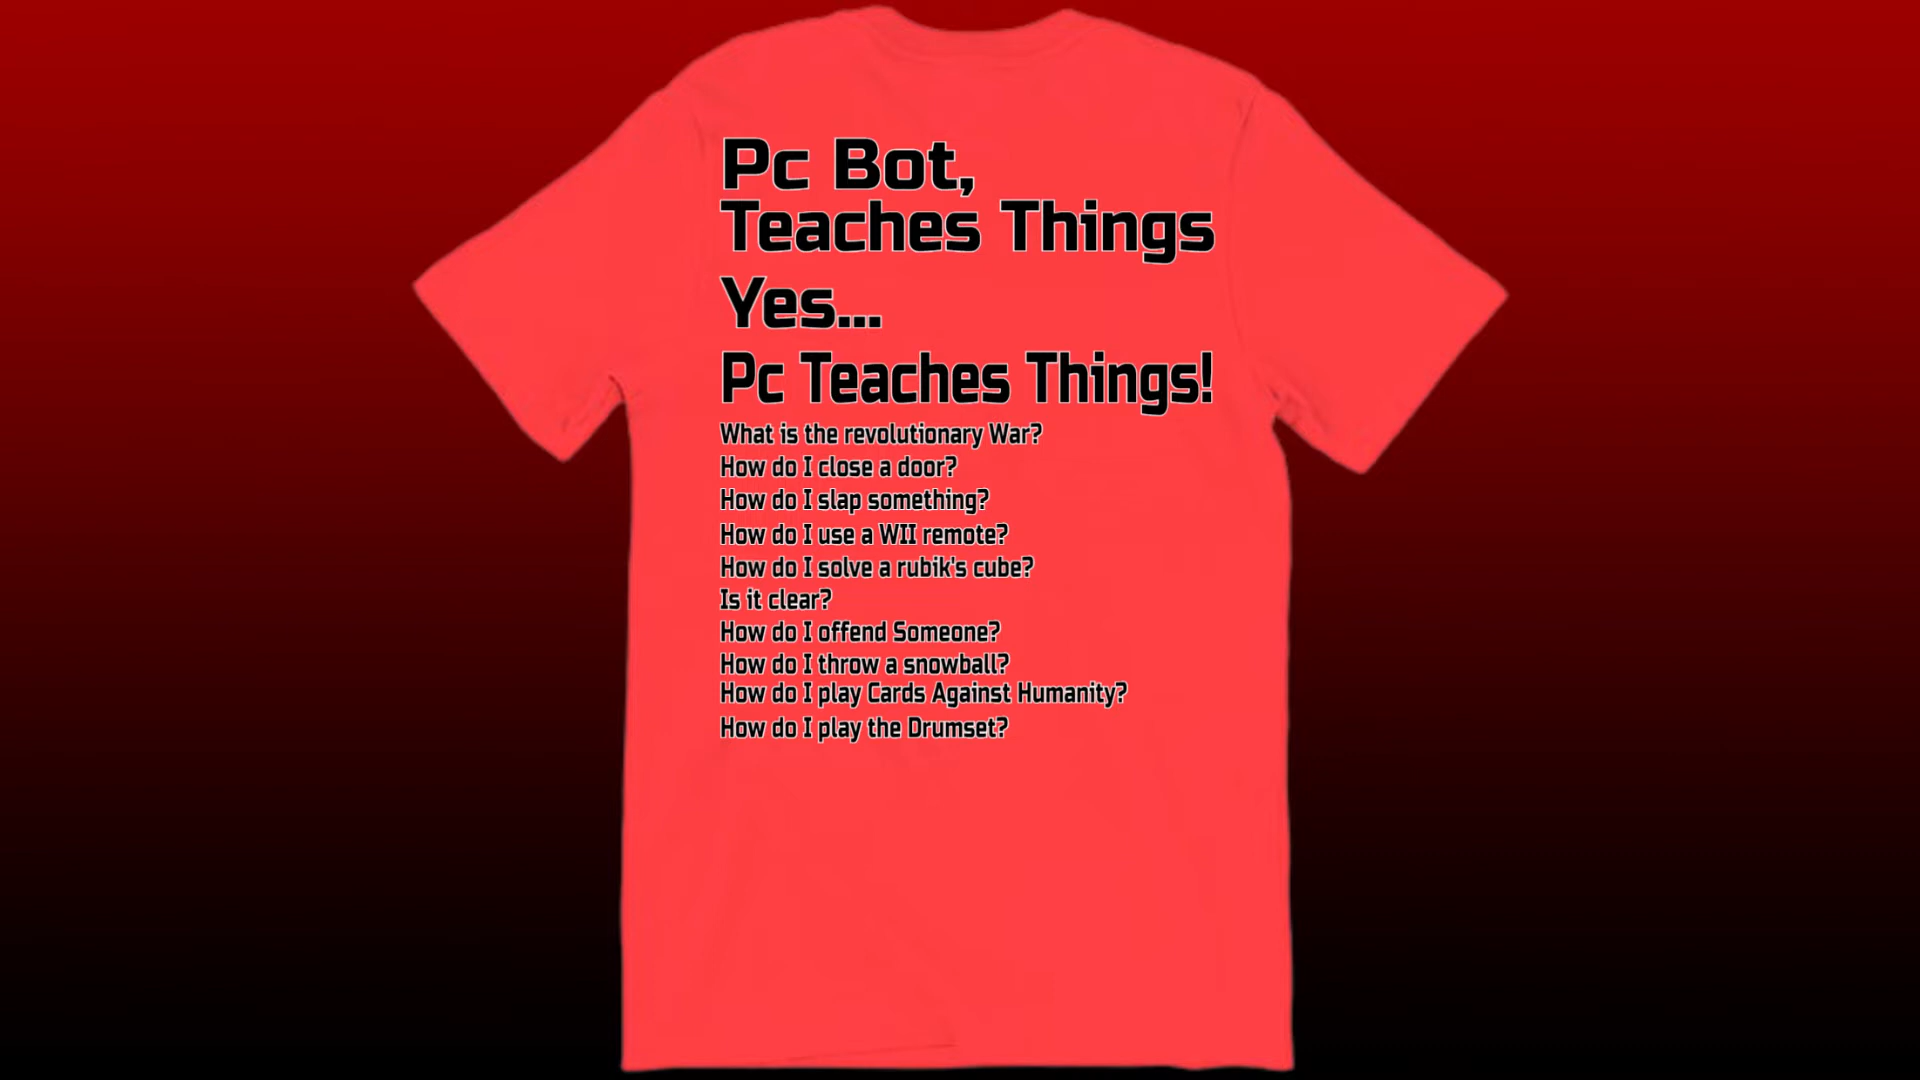 Pc Bot,
Teaches Things
Yes...
Pc Teaches Things!
What is the revolutionary War?
How do I close a door?
How do I slap something?
How do I use a WII remote?
How do I solve a rubik's cube?
Is it clear?
How do I offend Someone?
How do I throw a snowball?
How do I play Cards Against Humanity?
How do I play the Drumset?